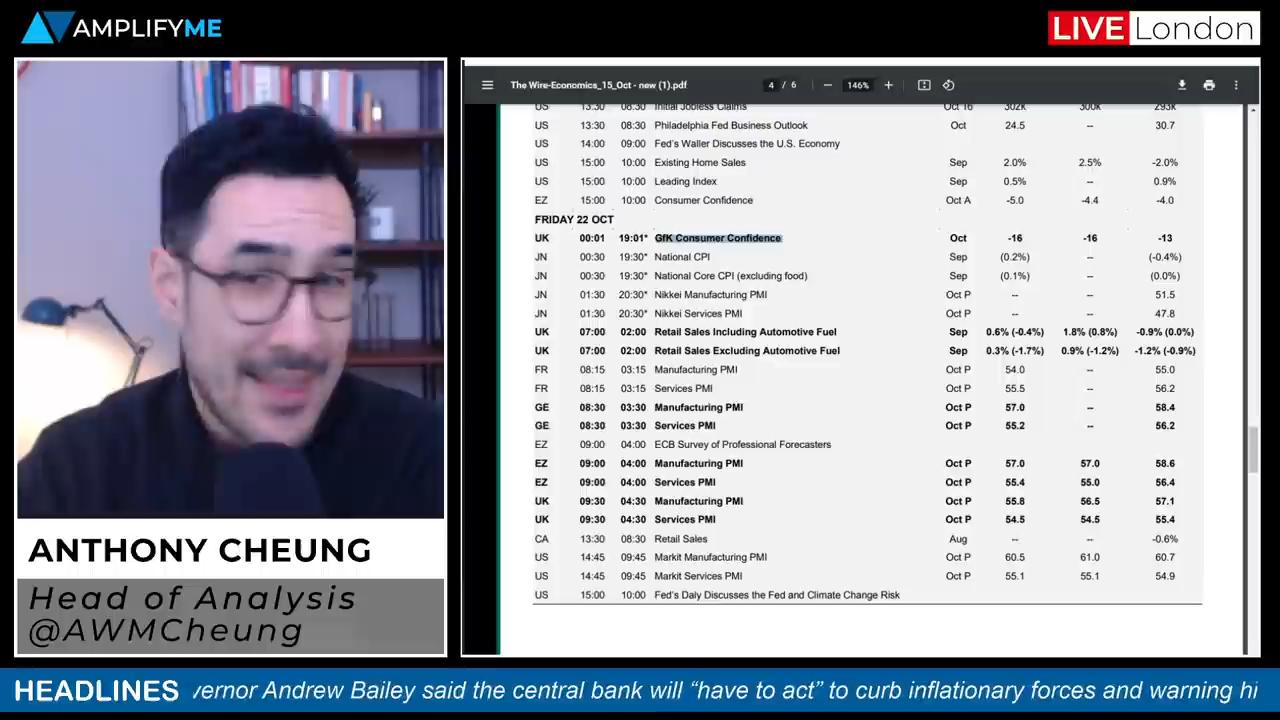 AMPLIFYME
LIVE London
The Wire-Economics_15_Oct - new (1).pdf 4 / 6 146%
US 13:30 08:30 Initial Jobless Claims Oct 16 302k 300k 293k
US 13:30 08:30 Philadelphia Fed Business Outlook Oct 24.5 -- 30.7
US 14:00 09:00 Fed's Waller Discusses the U.S. Economy
US 15:00 10:00 Existing Home Sales Sep 2.0% 2.5% -2.0%
US 15:00 10:00 Leading Index Sep 0.5% -- 0.9%
EZ 15:00 10:00 Consumer Confidence Oct A -5.0 -4.4 -4.0
FRIDAY 22 OCT
UK 00:01 19:01* GfK Consumer Confidence Oct -16 -16 -13
JN 00:30 19:30* National CPI Sep (0.2%) -- (-0.4%)
JN 00:30 19:30* National Core CPI (excluding food) Sep (0.1%) -- (0.0%)
JN 01:30 20:30* Nikkei Manufacturing PMI Oct P -- -- 51.5
JN 01:30 20:30* Nikkei Services PMI Oct P -- -- 47.8
UK 07:00 02:00 Retail Sales Including Automotive Fuel Sep 0.6% (-0.4%) 1.8% (0.8%) -0.9% (0.0%)
UK 07:00 02:00 Retail Sales Excluding Automotive Fuel Sep 0.3% (-1.7%) 0.9% (-1.2%) -1.2% (-0.9%)
FR 08:15 03:15 Manufacturing PMI Oct P 54.0 -- 55.0
FR 08:15 03:15 Services PMI Oct P 55.5 -- 56.2
GE 08:30 03:30 Manufacturing PMI Oct P 57.0 -- 58.4
GE 08:30 03:30 Services PMI Oct P 55.2 -- 56.2
EZ 09:00 04:00 ECB Survey of Professional Forecasters
EZ 09:00 04:00 Manufacturing PMI Oct P 57.0 57.0 58.6
EZ 09:00 04:00 Services PMI Oct P 55.4 55.0 56.4
UK 09:30 04:30 Manufacturing PMI Oct P 55.8 56.5 57.1
UK 09:30 04:30 Services PMI Oct P 54.5 54.5 55.4
CA 13:30 08:30 Retail Sales Aug -- -- -0.6%
US 14:45 09:45 Markit Manufacturing PMI Oct P 60.5 61.0 60.7
US 14:45 09:45 Markit Services PMI Oct P 55.1 55.1 54.9
US 15:00 10:00 Fed's Daly Discusses the Fed and Climate Change Risk
ANTHONY CHEUNG
Head of Analysis
@AWMCheung
HEADLINES vernor Andrew Bailey said the central bank will “have to act” to curb inflationary forces and warning hi